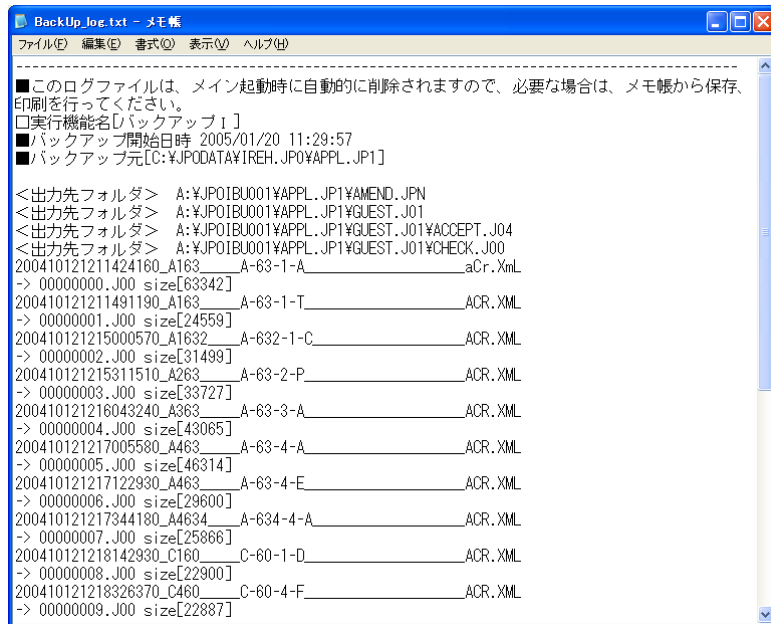 BackUp_log.txt - メモ帳
ファイル(F) 編集(E) 書式(O) 表示(V) ヘルプ(H)
------------------------------------------------------------------------------------------
■このログファイルは、メイン起動時に自動的に削除されますので、必要な場合は、メモ帳から保存、
印刷を行ってください。
□実行機能名[バックアップⅠ]
■バックアップ開始日時 2005/01/20 11:29:57
■バックアップ元[C:¥JPODATA¥IREH.JP0¥APPL.JP1]
<出力先フォルダ> A:¥JPOIBU001¥APPL.JP1¥AMEND.JPN
<出力先フォルダ> A:¥JPOIBU001¥APPL.JP1¥GUEST.J01
<出力先フォルダ> A:¥JPOIBU001¥APPL.JP1¥GUEST.J01¥ACCEPT.J04
<出力先フォルダ> A:¥JPOIBU001¥APPL.JP1¥GUEST.J01¥CHECK.J00
200410121211424160_A163_____A-63-1-A____________________aCr.XmL
-> 00000000.J00 size[63342]
200410121211491190_A163_____A-63-1-T____________________ACR.XML
-> 00000001.J00 size[24559]
200410121215000570_A1632____A-632-1-C___________________ACR.XML
-> 00000002.J00 size[31499]
200410121215311510_A263_____A-63-2-P____________________ACR.XML
-> 00000003.J00 size[33727]
200410121216043240_A363_____A-63-3-A____________________ACR.XML
-> 00000004.J00 size[43065]
200410121217005580_A463_____A-63-4-A____________________ACR.XML
-> 00000005.J00 size[46314]
200410121217122930_A463_____A-63-4-E____________________ACR.XML
-> 00000006.J00 size[29600]
200410121217344180_A4634____A-634-4-A___________________ACR.XML
-> 00000007.J00 size[25866]
200410121218142930_C160_____C-60-1-D____________________ACR.XML
-> 00000008.J00 size[22900]
200410121218326370_C460_____C-60-4-F____________________ACR.XML
-> 00000009.J00 size[22887]